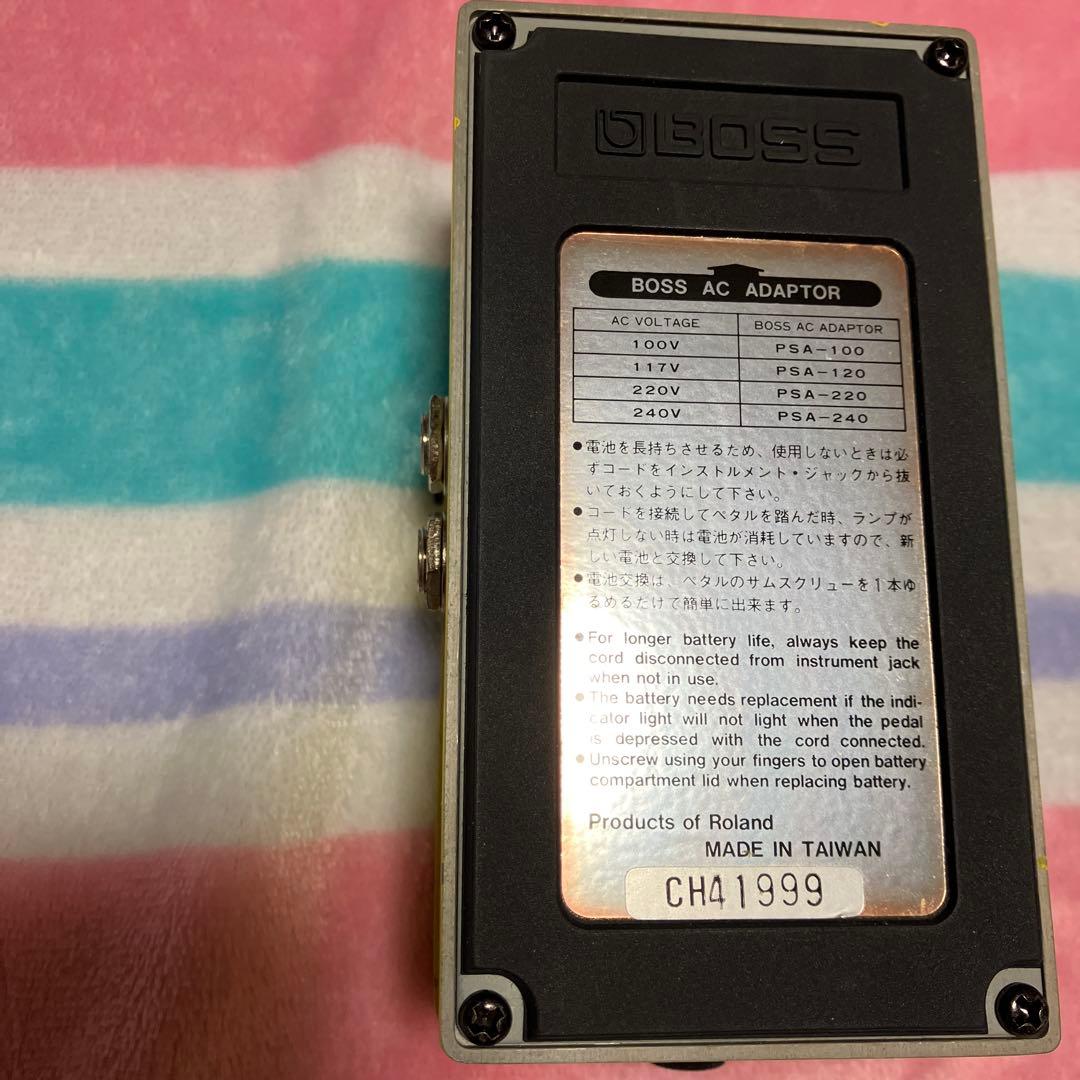 BOSS
BOSS AC ADAPTOR
AC VOLTAGE BOSS AC ADAPTOR
100V PSA-100
117V PSA-120
220V PSA-220
240V PSA-240
●電池を長持ちさせるため、使用しないときは必
ずコードをインストルメント・ジャックから抜
いておくようにして下さい。
●コードを接続してペタルを踏んだ時、ランプが
点灯しない時は電池が消耗していますので、新
しい電池と交換して下さい。
●電池交換は、ペタルのサムスクリューを1本ゆ
るめるだけで簡単に出来ます。
●For longer battery life, always keep the
cord disconnected from instrument jack
when not in use.
●The battery needs replacement if the indi-
cator light will not light when the pedal
is depressed with the cord connected.
●Unscrew using your fingers to open battery
compartment lid when replacing battery.
Products of Roland
MADE IN TAIWAN
CH41999